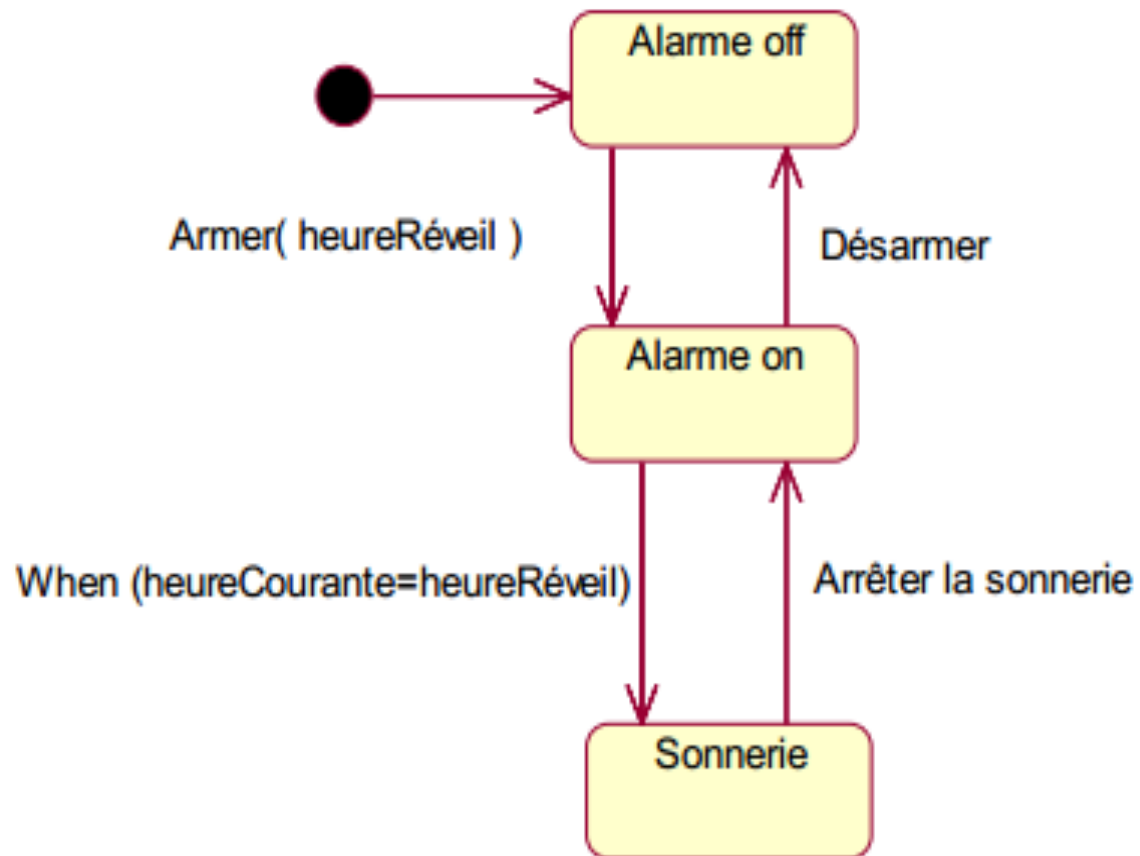 Alarme off
Armer( heureRéveil )
Désarmer
Alarme on
When (heureCourante=heureRéveil)
Arrêter la sonnerie
Sonnerie